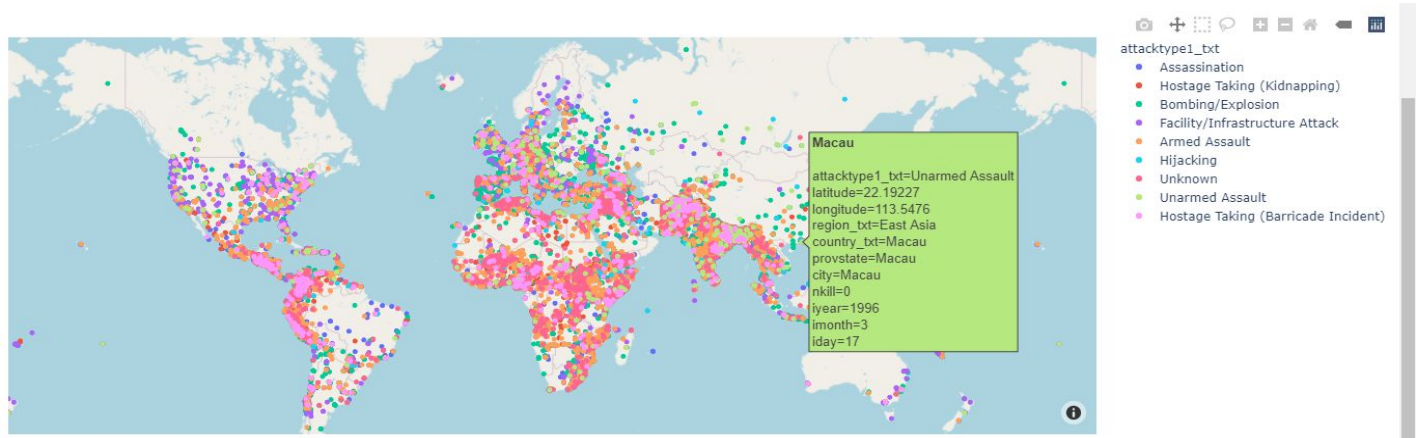 attacktype1_txt
Assassination
Hostage Taking (Kidnapping)
Bombing/Explosion
Facility/Infrastructure Attack
Armed Assault
Hijacking
Unknown
Unarmed Assault
Hostage Taking (Barricade Incident)
Macau
attacktype1_txt=Unarmed Assault
latitude=22.19227
longitude=113.5476
region_txt=East Asia
country_txt=Macau
provstate=Macau
city=Macau
nkill=0
iyear=1996
imonth=3
iday=17